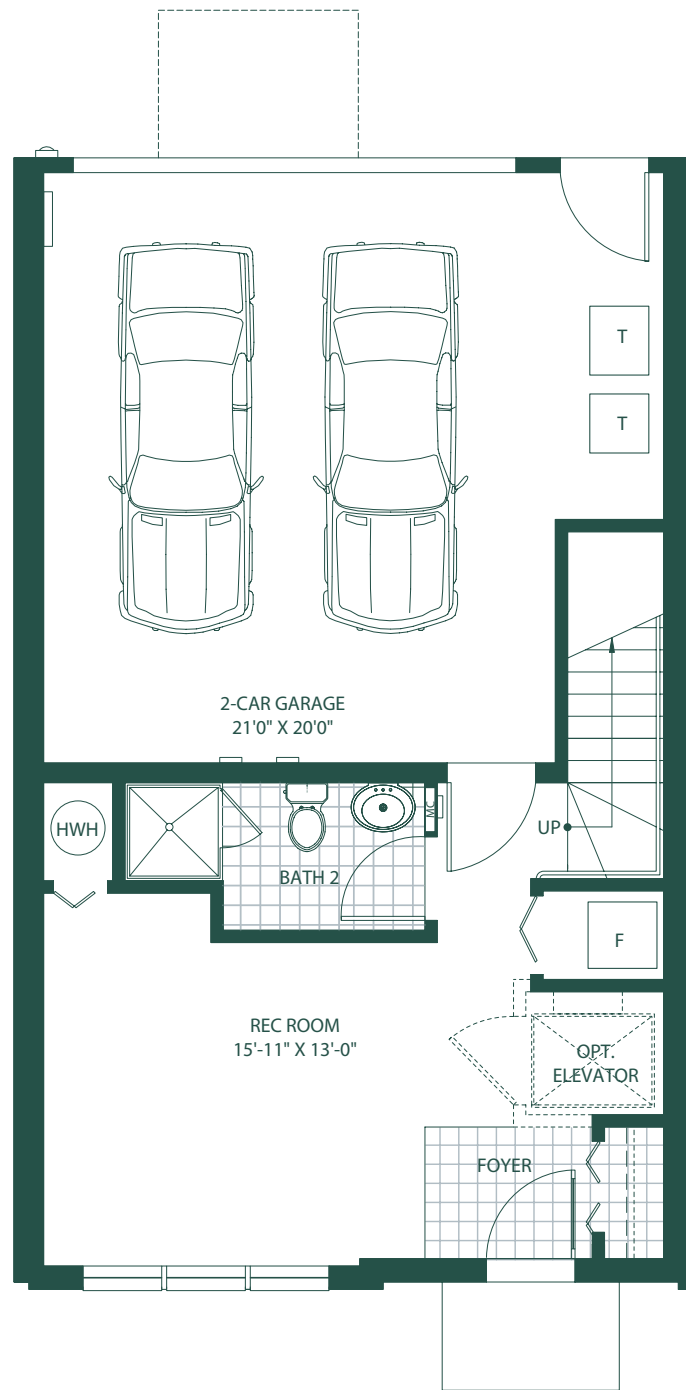 T
T
2-CAR GARAGE
21'0" X 20'0"
HWH
MC
UP
BATH 2
F
REC ROOM
15'-11" X 13'-0"
OPT.
ELEVATOR
FOYER